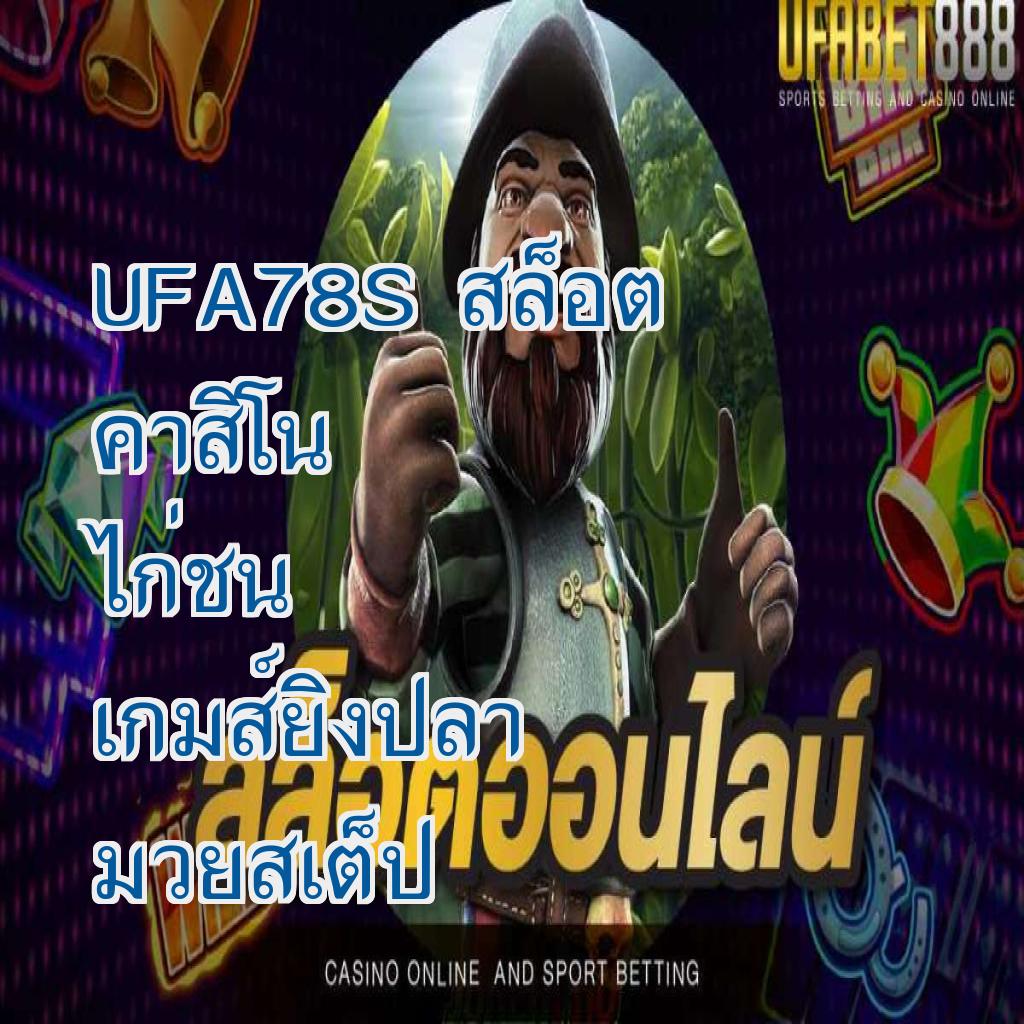 UFABET888
SPORTS BETTING AND CASINO ONLINE
BAR
UFA78S สล็อต
คาสีโน
ไก่ชน
เกมส์ยิงปลา
สล็อตออนไลน์
มวยสเต็ป
CASINO ONLINE AND SPORT BETTING